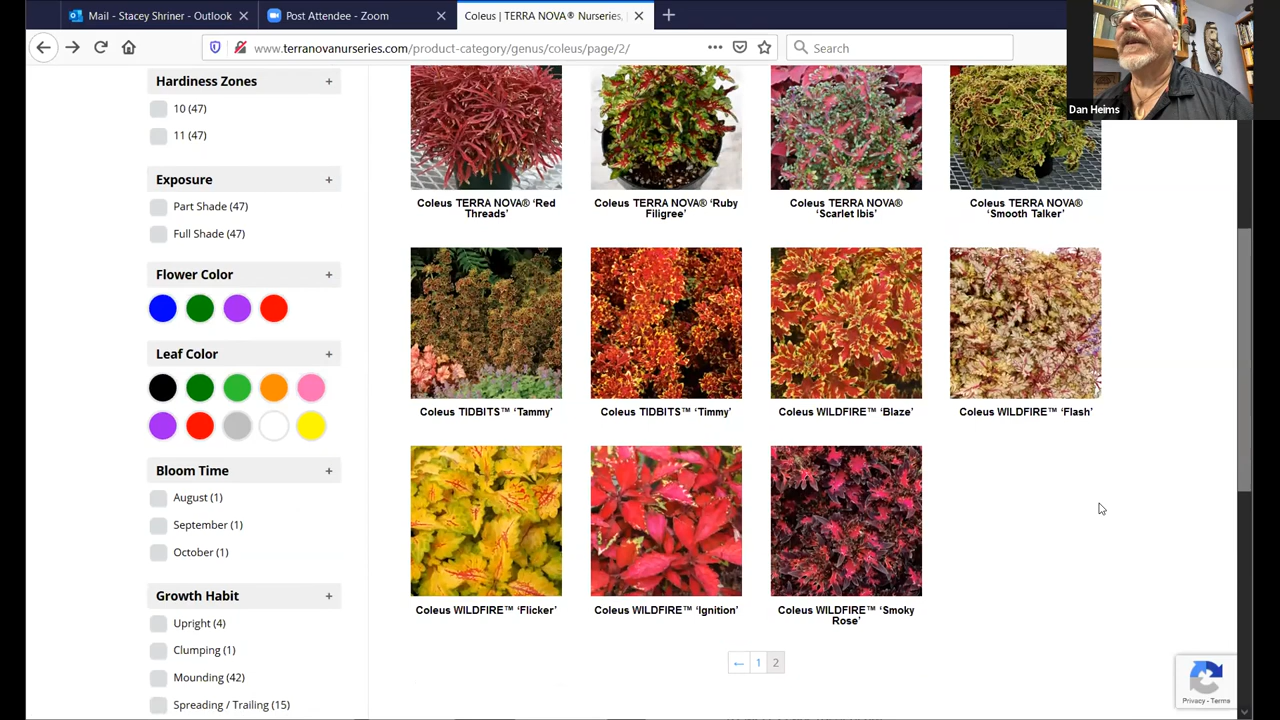 Mail - Stacey Shriner - Outlook
Post Attendee - Zoom
Coleus | TERRA NOVA® Nurseries,
www.terranovanurseries.com/product-category/genus/coleus/page/2/
Search
Dan Heims
Hardiness Zones +
10 (47)
11 (47)
Exposure +
Part Shade (47)
Full Shade (47)
Flower Color +
Leaf Color +
Bloom Time +
August (1)
September (1)
October (1)
Growth Habit +
Upright (4)
Clumping (1)
Mounding (42)
Spreading / Trailing (15)
Coleus TERRA NOVA® ‘Red
Threads’
Coleus TERRA NOVA® ‘Ruby
Filigree’
Coleus TERRA NOVA®
‘Scarlet Ibis’
Coleus TERRA NOVA®
‘Smooth Talker’
Coleus TIDBITS™ ‘Tammy’
Coleus TIDBITS™ ‘Timmy’
Coleus WILDFIRE™ ‘Blaze’
Coleus WILDFIRE™ ‘Flash’
Coleus WILDFIRE™ ‘Flicker’
Coleus WILDFIRE™ ‘Ignition’
Coleus WILDFIRE™ ‘Smoky
Rose’
← 1 2
Privacy - Terms